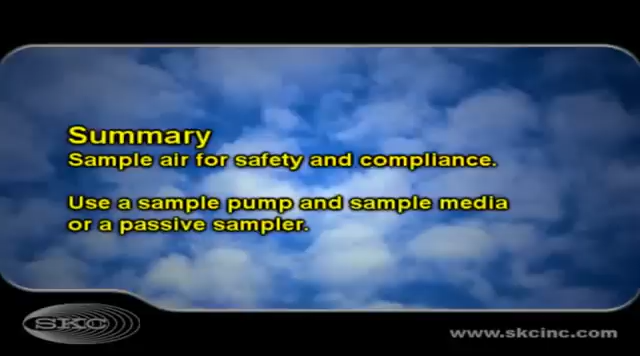 Summary
Sample air for safety and compliance.
Use a sample pump and sample media
or a passive sampler.
SKC
www.skcinc.com